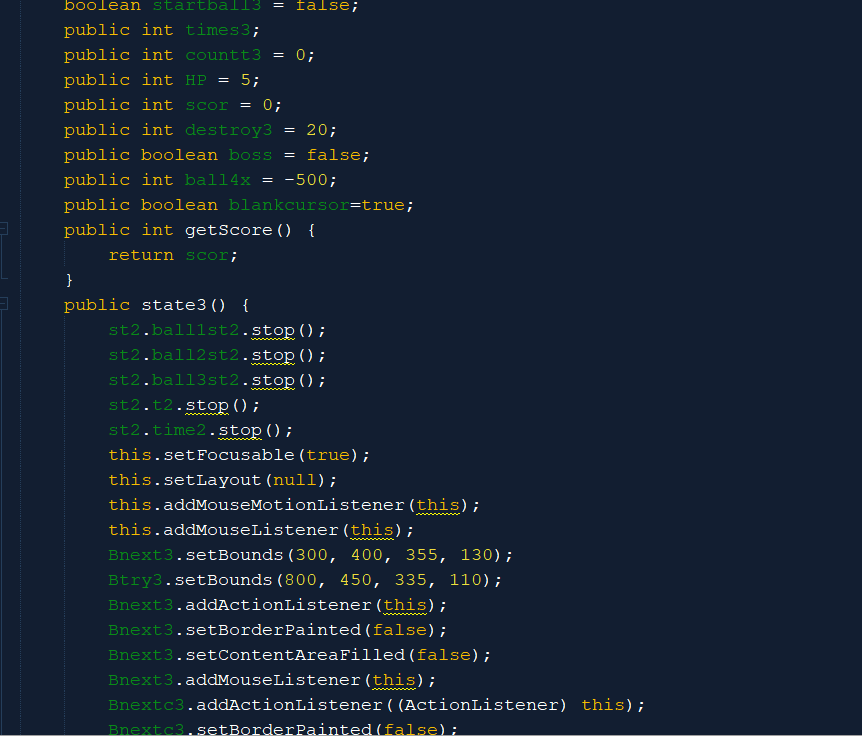 boolean startball3 = false;
public int times3;
public int countt3 = 0;
public int HP = 5;
public int scor = 0;
public int destroy3 = 20;
public boolean boss = false;
public int ball4x = -500;
public boolean blankcursor=true;
public int getScore() {
return scor;
}
public state3() {
st2.ball1st2.stop();
st2.ball2st2.stop();
st2.ball3st2.stop();
st2.t2.stop();
st2.time2.stop();
this.setFocusable(true);
this.setLayout(null);
this.addMouseMotionListener(this);
this.addMouseListener(this);
Bnext3.setBounds(300, 400, 355, 130);
Btry3.setBounds(800, 450, 335, 110);
Bnext3.addActionListener(this);
Bnext3.setBorderPainted(false);
Bnext3.setContentAreaFilled(false);
Bnext3.addMouseListener(this);
Bnextc3.addActionListener((ActionListener) this);
Bnextc3.setBorderPainted(false);